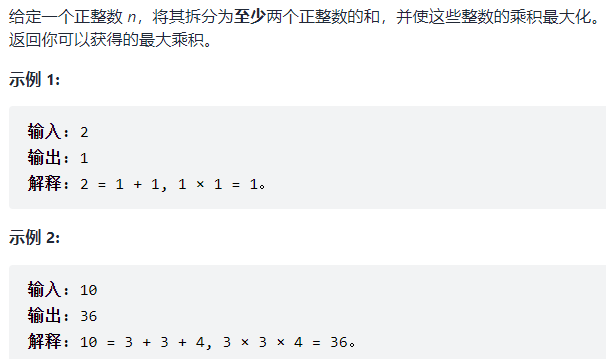 给定一个正整数 n，将其拆分为至少两个正整数的和，并使这些整数的乘积最大化。
返回你可以获得的最大乘积。
示例 1:
输入: 2
输出: 1
解释: 2 = 1 + 1, 1 × 1 = 1。
示例 2:
输入: 10
输出: 36
解释: 10 = 3 + 3 + 4, 3 × 3 × 4 = 36。